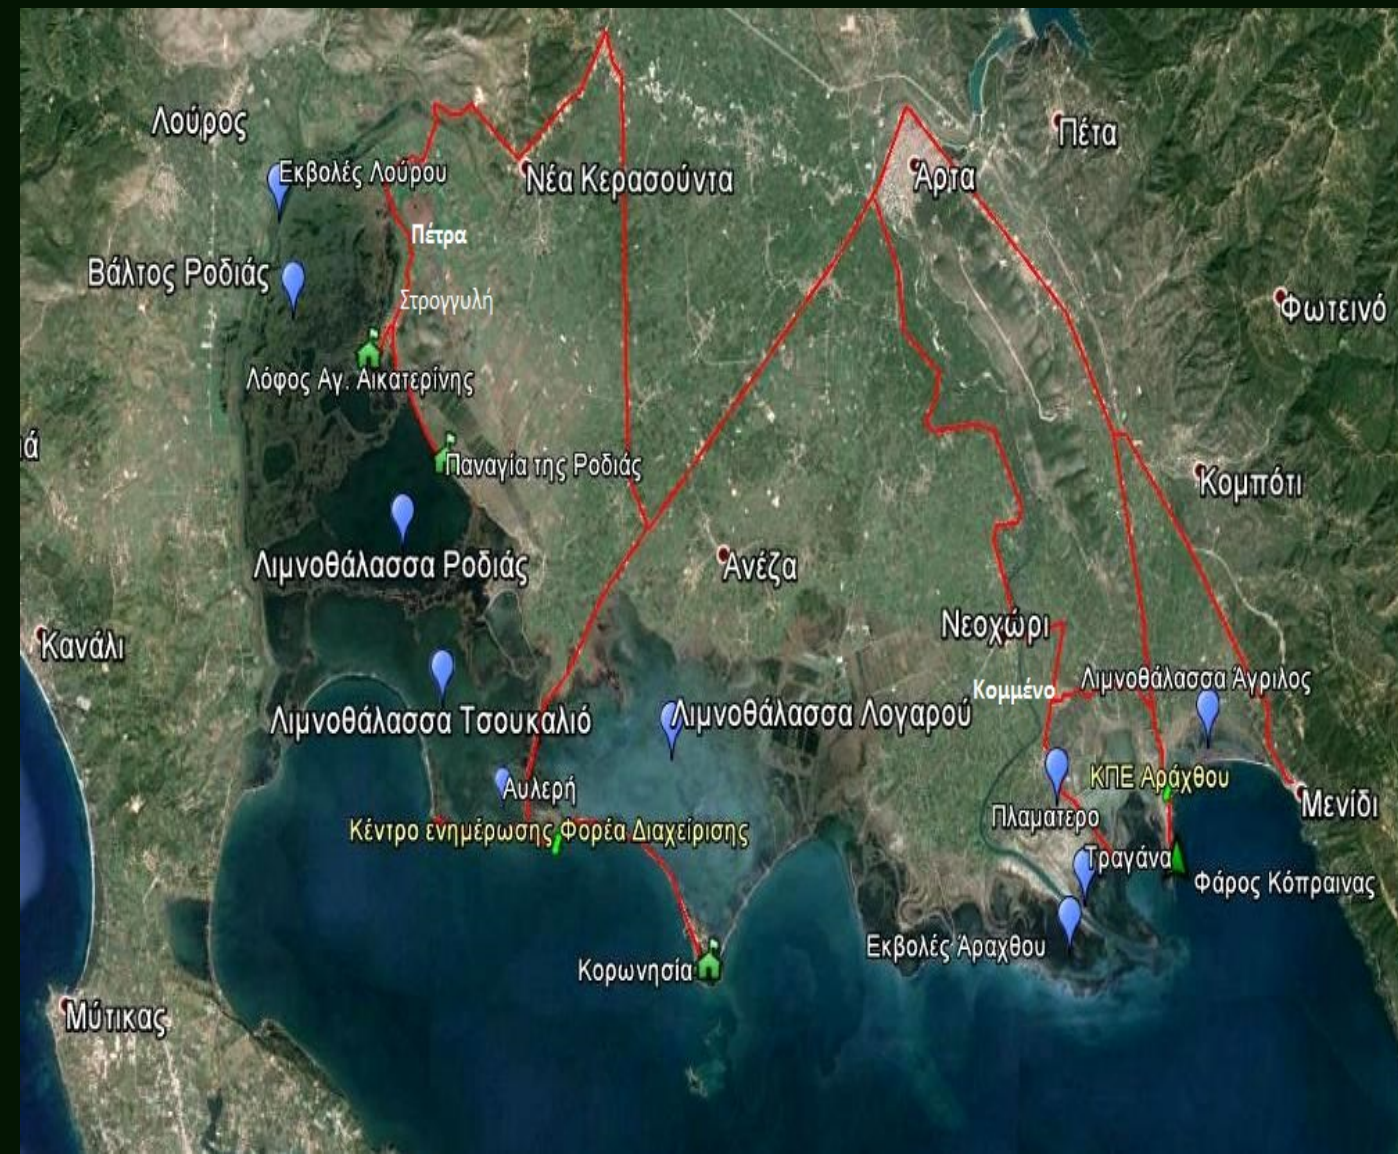 Λούρος
Πέτα
Εκβολές Λούρου
Νέα Κερασούντα
Άρτα
Πέτρα
Βάλτος Ροδιάς
Στρογγυλή
Φωτεινό
Λόφος Αγ. Αικατερίνης
ιά
Παναγία της Ροδιάς
Κομπότι
Λιμνοθάλασσα Ροδιάς
Ανέζα
Νεοχώρι
Κανάλι
Λιμνοθάλασσα Άγριλος
Κομμένο
Λιμνοθάλασσα Τσουκαλιό
Λιμνοθάλασσα Λογαρού
ΚΠΕ Αράχθου
Αυλερή
Μενίδι
Πλαματερο
Κέντρο ενημέρωσης Φορέα Διαχείρισης
Τραγάνα
Φάρος Κόπραινας
Εκβολές Άραχθου
Κορωνησία
Μύτικας